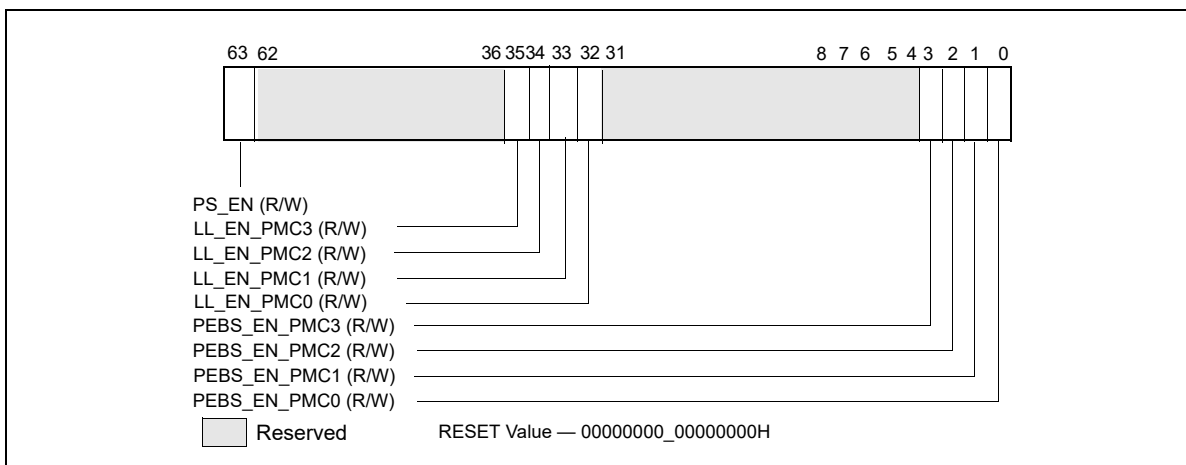 63 62 36 35 34 33 32 31 8 7 6 5 4 3 2 1 0
PS_EN (R/W)
LL_EN_PMC3 (R/W)
LL_EN_PMC2 (R/W)
LL_EN_PMC1 (R/W)
LL_EN_PMC0 (R/W)
PEBS_EN_PMC3 (R/W)
PEBS_EN_PMC2 (R/W)
PEBS_EN_PMC1 (R/W)
PEBS_EN_PMC0 (R/W)
Reserved RESET Value — 00000000_00000000H